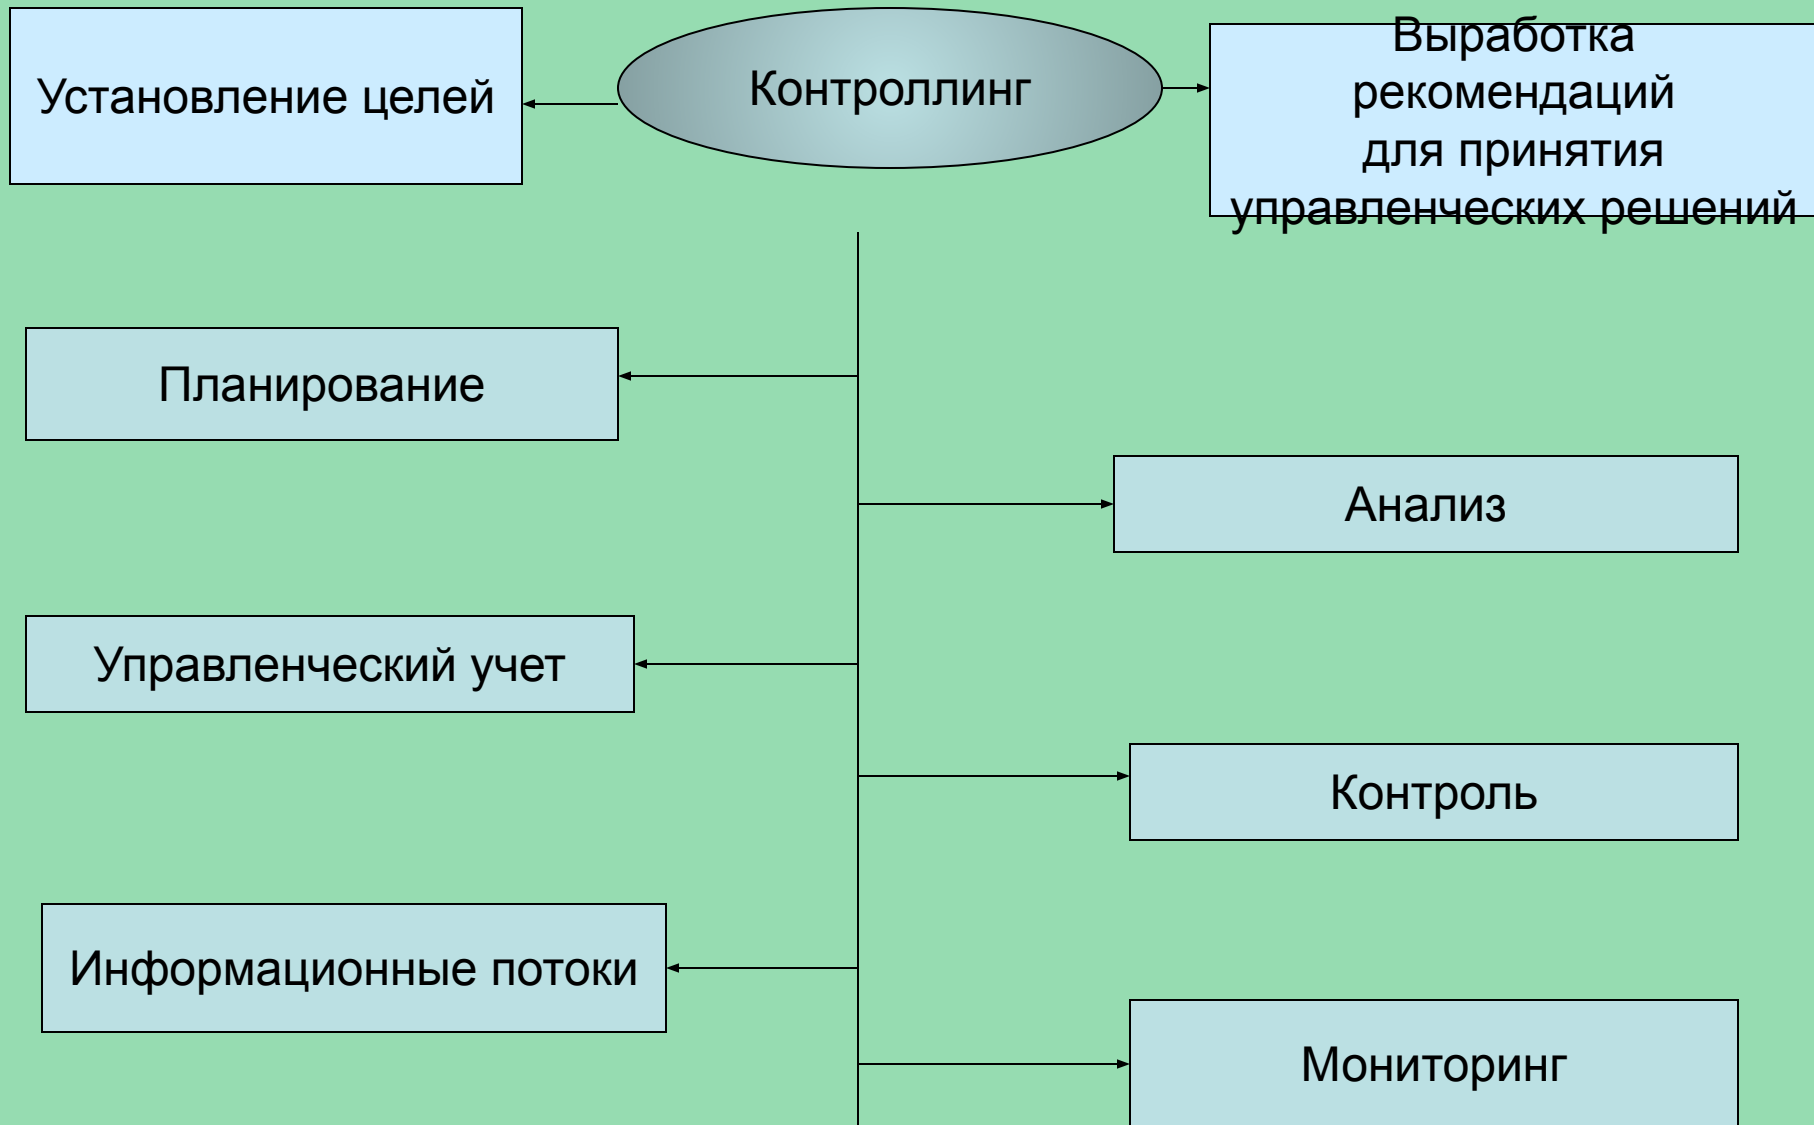 Установление целей
Контроллинг
Выработка
рекомендаций
для принятия
управленческих решений
Планирование
Анализ
Управленческий учет
Контроль
Информационные потоки
Мониторинг